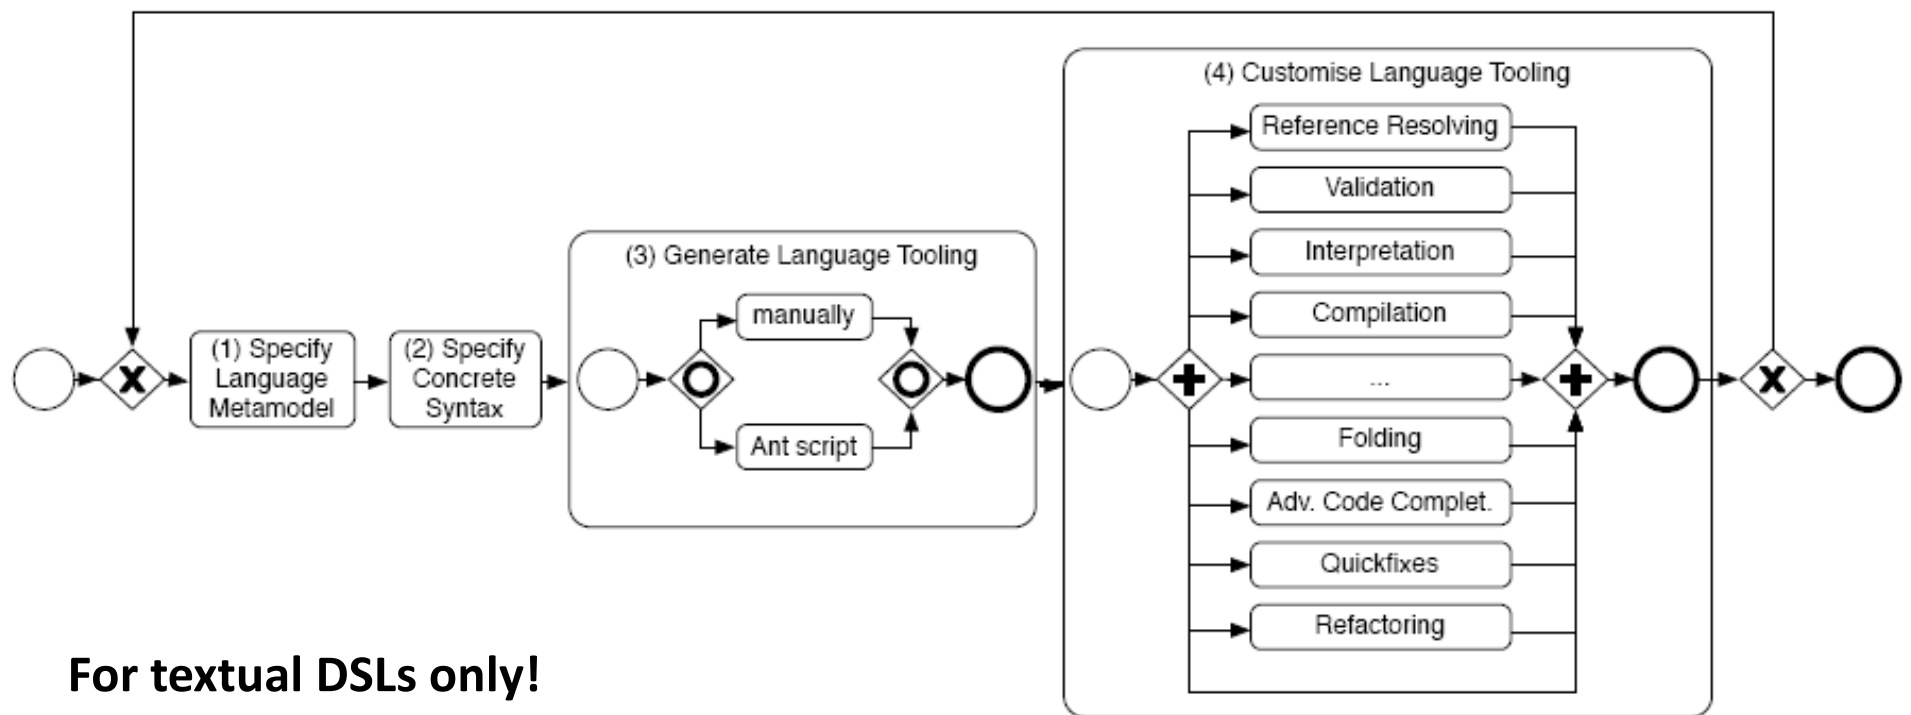 (4) Customise Language Tooling
Reference Resolving
Validation
(3) Generate Language Tooling
Interpretation
manually
Compilation
(1) Specify
Language
Metamodel
(2) Specify
Concrete
Syntax
...
Ant script
Folding
Adv. Code Complet.
Quickfixes
Refactoring
For textual DSLs only!